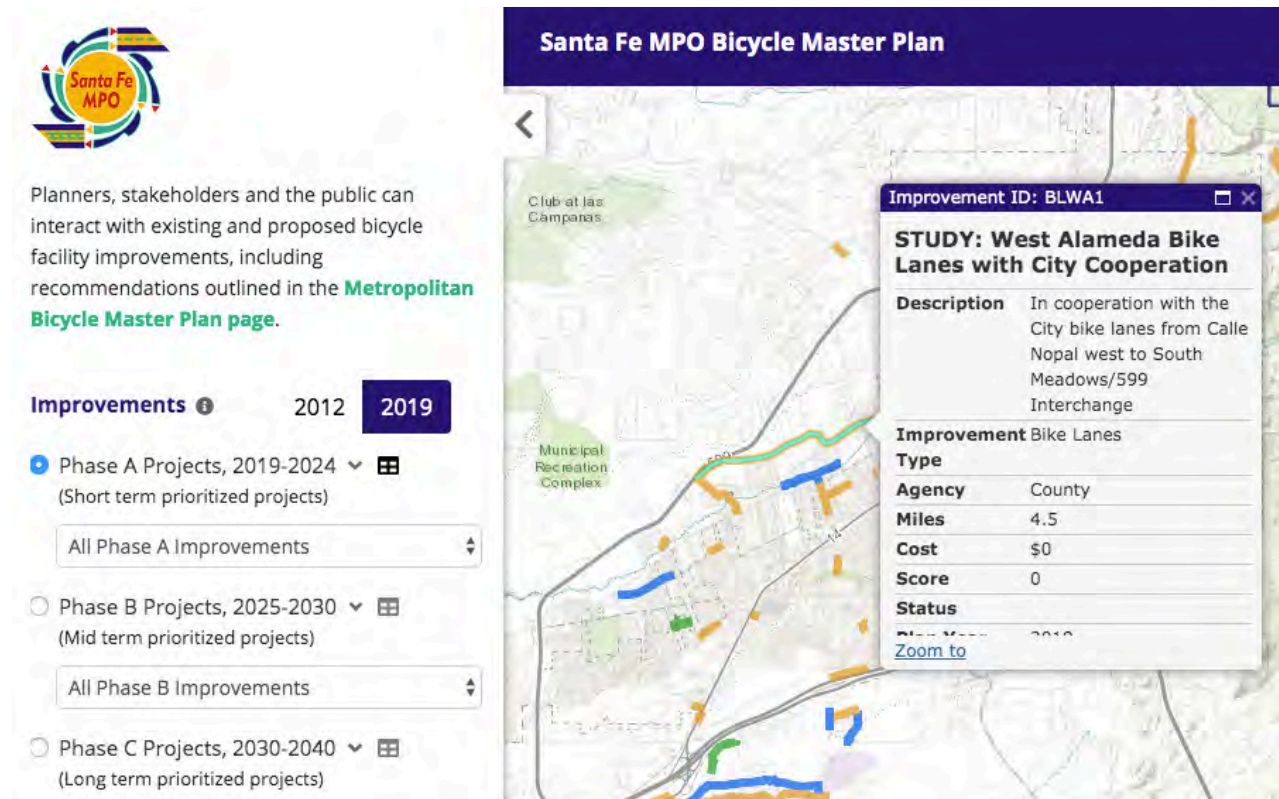 Santa Fe
MPO
Planners, stakeholders and the public can
interact with existing and proposed bicycle
facility improvements, including
recommendations outlined in the Metropolitan
Bicycle Master Plan page.
Improvements
2012
2019
Phase A Projects, 2019-2024
(Short term prioritized projects)
All Phase A Improvements
Phase B Projects, 2025-2030
(Mid term prioritized projects)
All Phase B Improvements
Phase C Projects, 2030-2040
(Long term prioritized projects)
Santa Fe MPO Bicycle Master Plan
Club at las
Campanas
Municipal
Recreation
Complex
599
14
Improvement ID: BLWA1
STUDY: West Alameda Bike
Lanes with City Cooperation
Description In cooperation with the
City bike lanes from Calle
Nopal west to South
Meadows/599
Interchange
Improvement Bike Lanes
Type
Agency County
Miles 4.5
Cost $0
Score 0
Status
Plan Year 2019
Zoom to